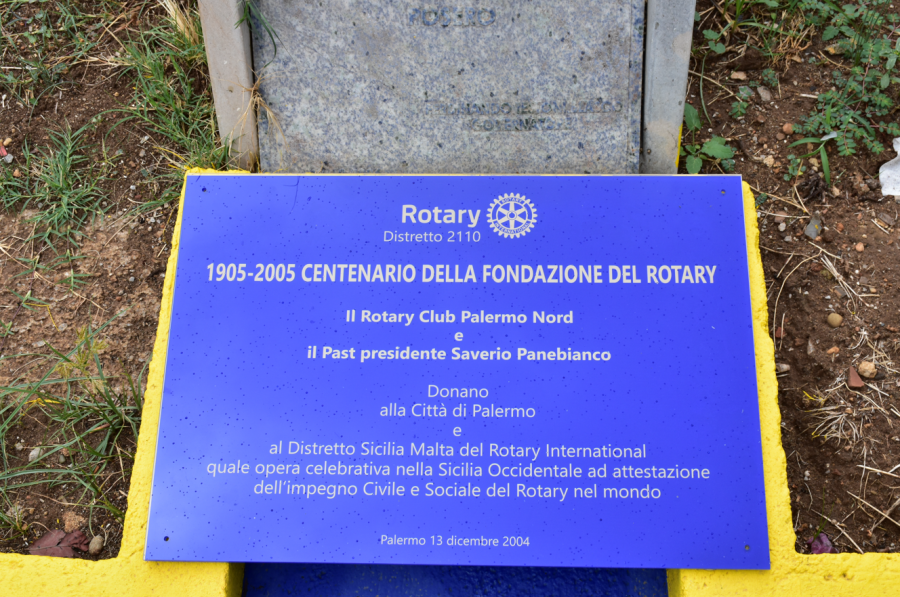 GOVERNATORE
Rotary
Distretto 2110
1905-2005 CENTENARIO DELLA FONDAZIONE DEL ROTARY
Il Rotary Club Palermo Nord
e
il Past presidente Saverio Panebianco
Donano
alla Città di Palermo
e
al Distretto Sicilia Malta del Rotary International
quale opera celebrativa nella Sicilia Occidentale ad attestazione
dell'impegno Civile e Sociale del Rotary nel mondo
Palermo 13 dicembre 2004